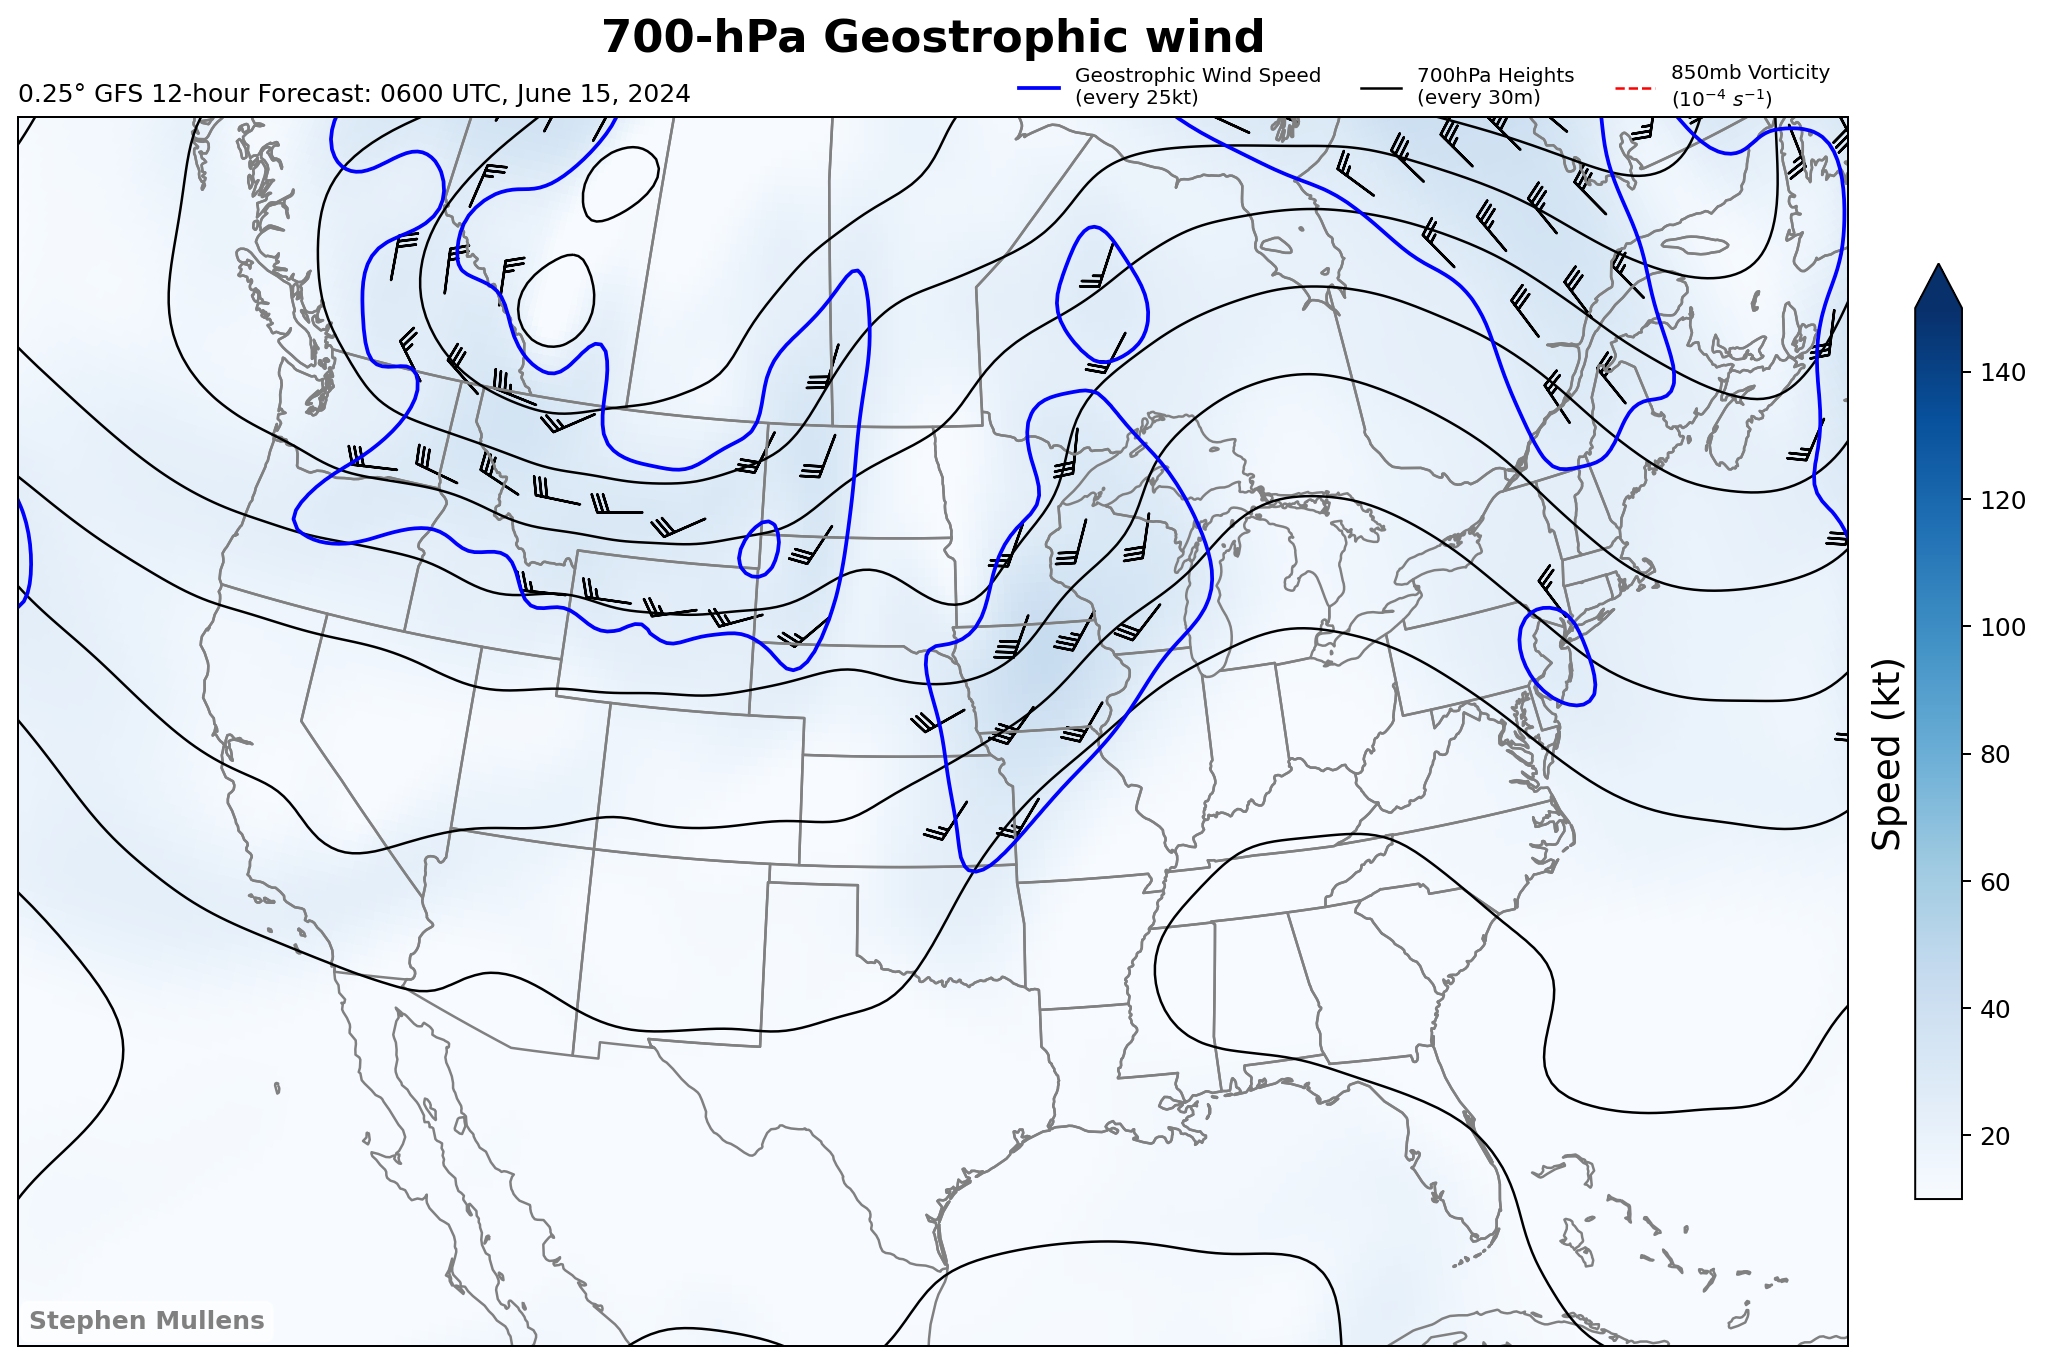 700-hPa Geostrophic wind
0.25° GFS 12-hour Forecast: 0600 UTC, June 15, 2024
Geostrophic Wind Speed
(every 25kt)
700hPa Heights
(every 30m)
850mb Vorticity
(10⁻⁴ s⁻¹)
140
120
100
80
60
40
20
Speed (kt)
Stephen Mullens